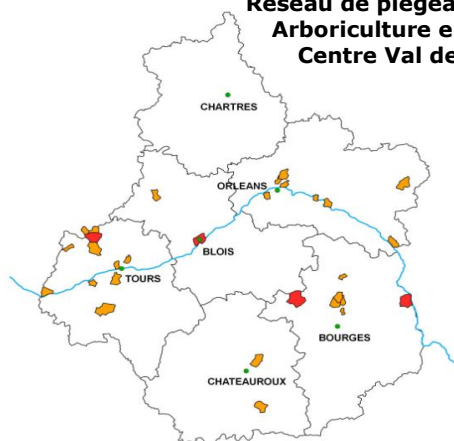 Réseau de piégea
Arboriculture e
Centre Val de
CHARTRES
ORLEANS
BLOIS
TOURS
BOURGES
CHATEAUROUX